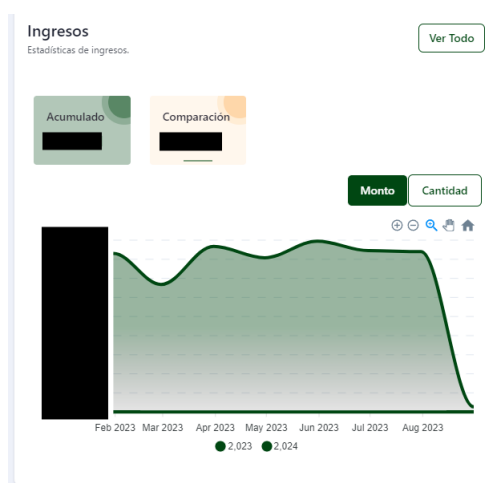 Ingresos
Estadísticas de ingresos.
Ver Todo
Acumulado
Comparación
Monto
Cantidad
Feb 2023 Mar 2023 Apr 2023 May 2023 Jun 2023 Jul 2023 Aug 2023
2,023 2,024